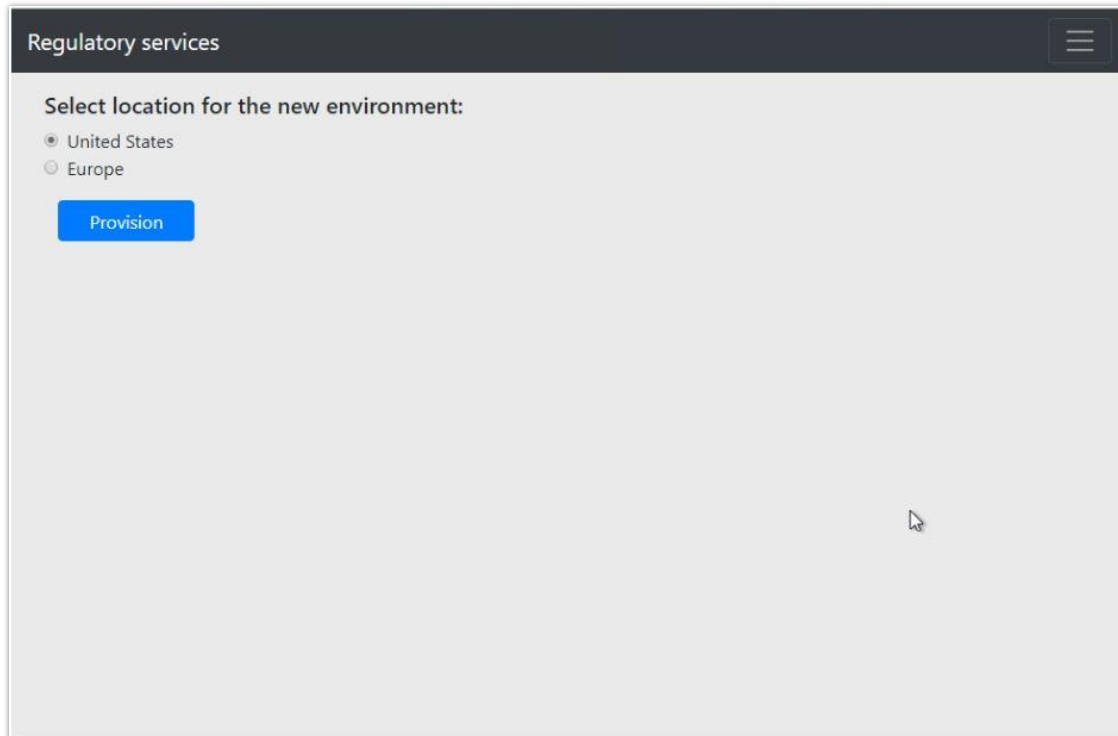 Regulatory services
Select location for the new environment:
United States
Europe
Provision